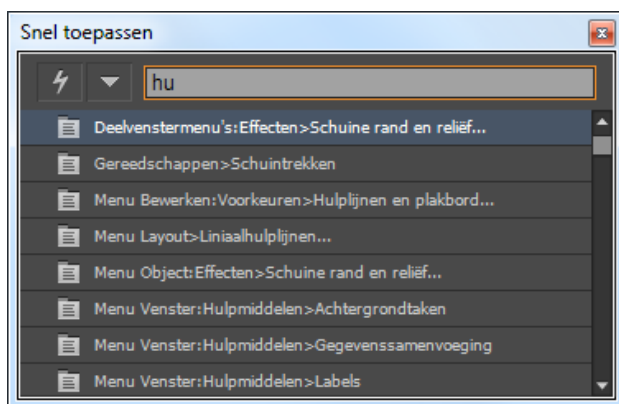 Snel toepassen
hu
Deelvenstermenu's:Effecten>Schuine rand en reliëf...
Gereedschappen>Schuintrekken
Menu Bewerken:Voorkeuren>Hulplijnen en plakbord...
Menu Layout>Liniaalhulplijnen...
Menu Object:Effecten>Schuine rand en reliëf...
Menu Venster:Hulpmiddelen>Achtergrondtaken
Menu Venster:Hulpmiddelen>Gegevenssamenvoeging
Menu Venster:Hulpmiddelen>Labels